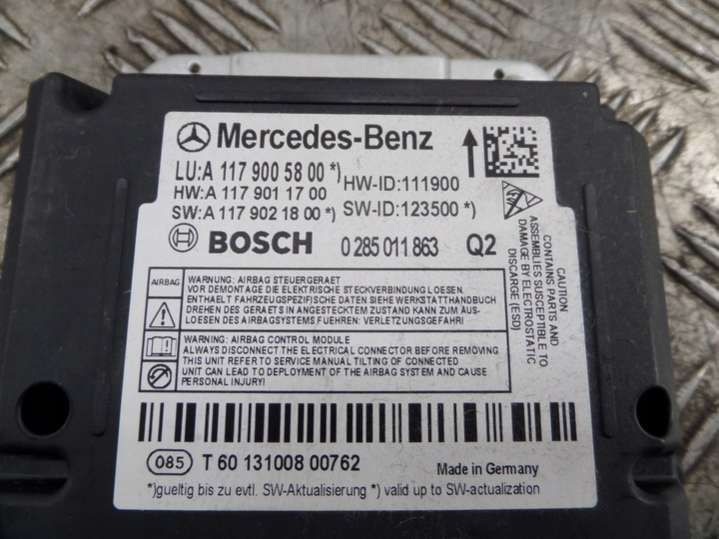 Mercedes-Benz
LU:A 117 900 58 00 *) HW-ID:111900
HW:A 117 901 17 00
SW:A 117 902 18 00 *) SW-ID:123500 *)
BOSCH 0 285 011 863 Q2
AIRBAG
WARNUNG: AIRBAG STEUERGERAET
VOR DEMONTAGE DIE ELEKTRISCHE STECKVERBINDUNG LOESEN.
ENTHAELT FAHRZEUGSPEZIFISCHE DATEN SIEHE WERKSTATTHANDBUCH
DREHEN DES GERAETS IN ANGESTECKTEM ZUSTAND KANN ZUM AUS-
LOESEN DES AIRBAGSYSTEMS FUEHREN: VERLETZUNGSGEFAHR!
WARNING: AIRBAG CONTROL MODULE
ALWAYS DISCONNECT THE ELECTRICAL CONNECTOR BEFORE REMOVING
THIS UNIT REFER TO SERVICE MANUAL TILTING OF CONNECTED
UNIT CAN LEAD TO DEPLOYMENT OF THE AIRBAG SYSTEM AND CAUSE
PERSONAL INJURY!
CAUTION
CONTAINS PARTS AND
ASSEMBLIES SUSCEPTIBLE TO
DAMAGE BY ELECTROSTATIC
DISCHARGE (ESD)
085 T 60 131008 00762 Made in Germany
*)gueltig bis zu evtl. SW-Aktualisierung *) valid up to SW-actualization